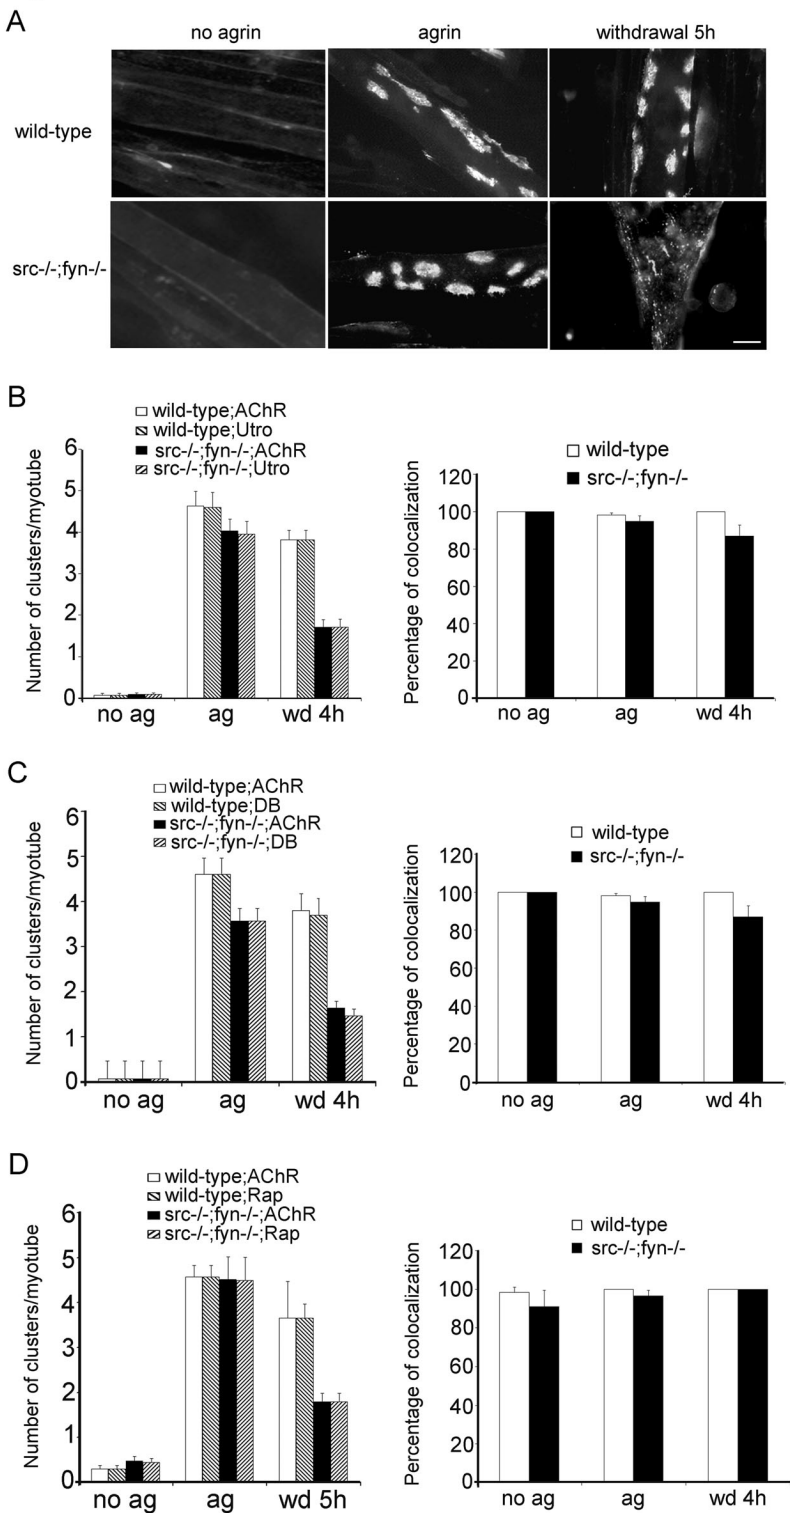 A
no agrin agrin withdrawal 5h
wild-type
src-/-;fyn-/-
B
wild-type;AChR
wild-type;Utro
src-/-;fyn-/-;AChR
src-/-;fyn-/-;Utro
Number of clusters/myotube
6
5
4
3
2
1
0
no ag ag wd 4h
wild-type
src-/-;fyn-/-
Percentage of colocalization
120
100
80
60
40
20
0
no ag ag wd 4h
C
wild-type;AChR
wild-type;DB
src-/-;fyn-/-;AChR
src-/-;fyn-/-;DB
Number of clusters/myotube
6
5
4
3
2
1
0
no ag ag wd 4h
wild-type
src-/-;fyn-/-
Percentage of colocalization
120
100
80
60
40
20
0
no ag ag wd 4h
D
wild-type;AChR
wild-type;Rap
src-/-;fyn-/-;AChR
src-/-;fyn-/-;Rap
Number of clusters/myotube
6
5
4
3
2
1
0
no ag ag wd 5h
wild-type
src-/-;fyn-/-
Percentage of colocalization
120
100
80
60
40
20
0
no ag ag wd 4h